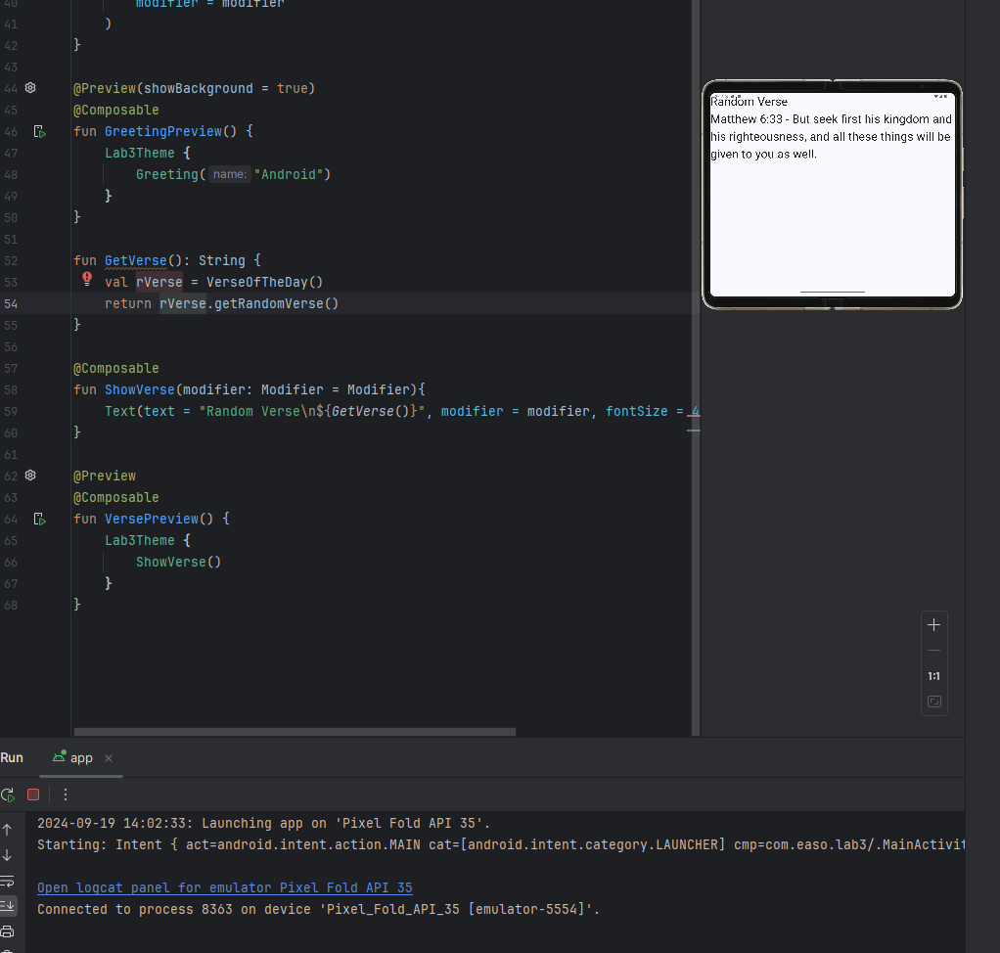 40 modifier = modifier
41 )
42 }
43
44 @Preview(showBackground = true)
45 @Composable
46 fun GreetingPreview() {
47 Lab3Theme {
48 Greeting( name: "Android")
49 }
50 }
51
52 fun GetVerse(): String {
53 val rVerse = VerseOfTheDay()
54 return rVerse.getRandomVerse()
55 }
56
57 @Composable
58 fun ShowVerse(modifier: Modifier = Modifier){
59 Text(text = "Random Verse\n${GetVerse()}", modifier = modifier, fontSize = 4
60 }
61
62 @Preview
63 @Composable
64 fun VersePreview() {
65 Lab3Theme {
66 ShowVerse()
67 }
68 }
Random Verse
Matthew 6:33 - But seek first his kingdom and
his righteousness, and all these things will be
given to you as well.
1:1
Run app
2024-09-19 14:02:33: Launching app on 'Pixel Fold API 35'.
Starting: Intent { act=android.intent.action.MAIN cat=[android.intent.category.LAUNCHER] cmp=com.easo.lab3/.MainActivit
Open logcat panel for emulator Pixel Fold API 35
Connected to process 8363 on device 'Pixel_Fold_API_35 [emulator-5554]'.